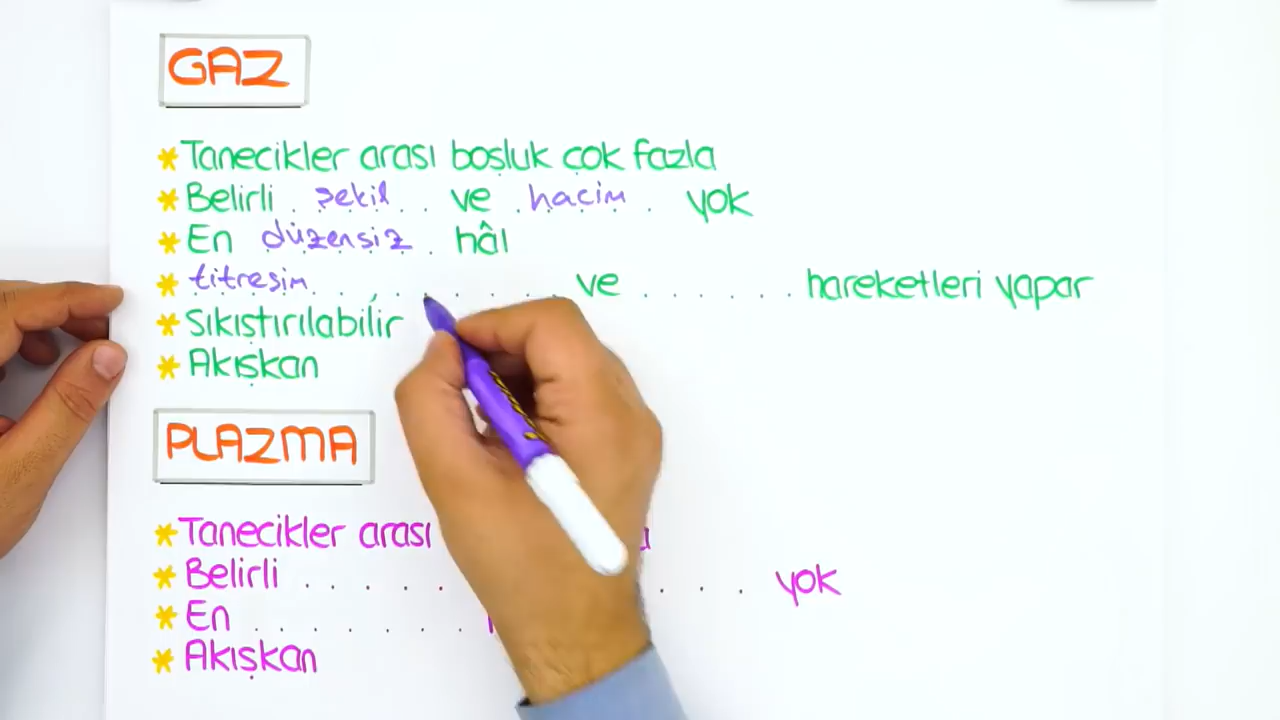 GAZ
* Tanecikler arası boşluk çok fazla
* Belirli . şekil . . ve . hacim . yok
* En düzensiz . hâl
* titreşim . . . . . . . ve . . . . . . hareketleri yapar
* Sıkıştırılabilir
* Akışkan
PLAZMA
* Tanecikler arası
* Belirli . . . . . . . yok
* En . . . . . . .
* Akışkan